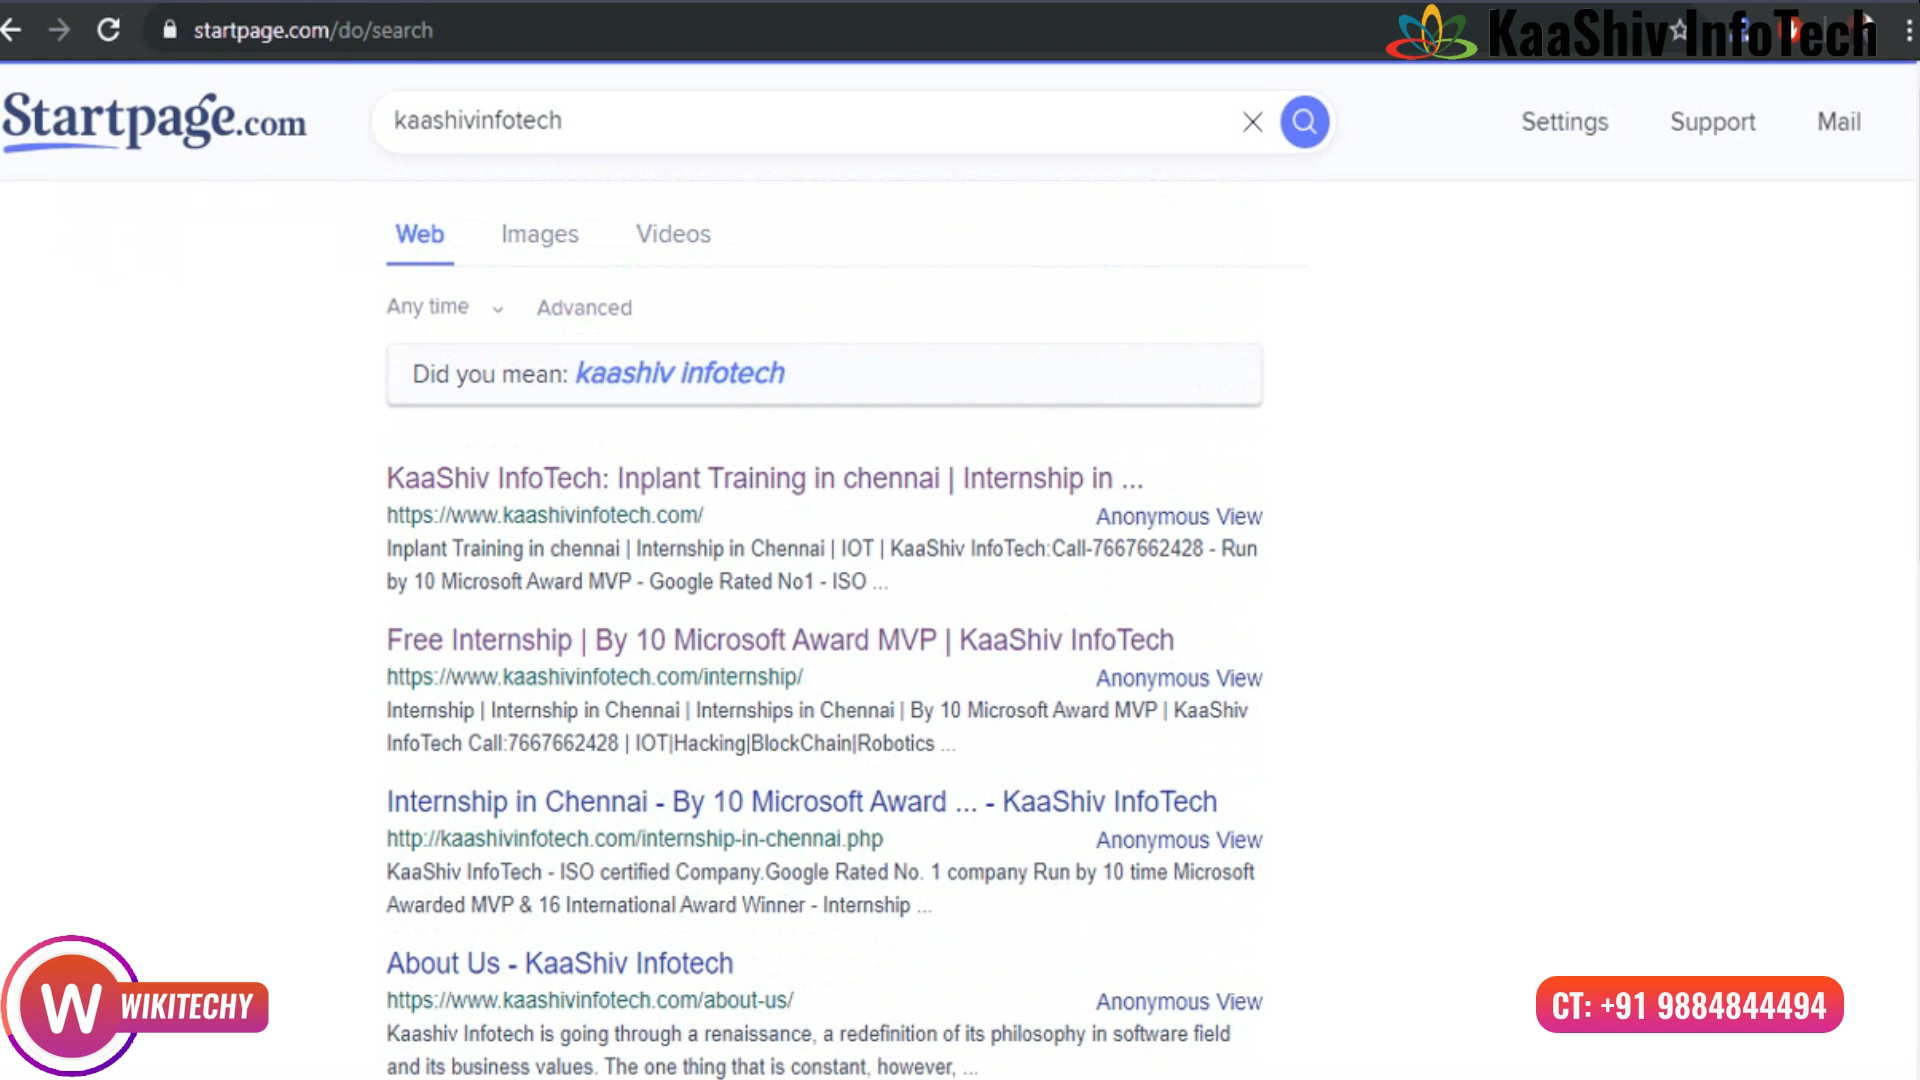 startpage.com/do/search
KaaShiv InfoTech
Startpage.com
kaashivinfotech
Settings
Support
Mail
Web
Images
Videos
Any time
Advanced
Did you mean: kaashiv infotech
KaaShiv InfoTech: Inplant Training in chennai | Internship in ...
https://www.kaashivinfotech.com/
Anonymous View
Inplant Training in chennai | Internship in Chennai | IOT | KaaShiv InfoTech:Call-7667662428 - Run
by 10 Microsoft Award MVP - Google Rated No1 - ISO ...
Free Internship | By 10 Microsoft Award MVP | KaaShiv InfoTech
https://www.kaashivinfotech.com/internship/
Anonymous View
Internship | Internship in Chennai | Internships in Chennai | By 10 Microsoft Award MVP | KaaShiv
InfoTech Call:7667662428 | IOT|Hacking|BlockChain|Robotics ...
Internship in Chennai - By 10 Microsoft Award ... - KaaShiv InfoTech
http://kaashivinfotech.com/internship-in-chennai.php
Anonymous View
KaaShiv InfoTech - ISO certified Company.Google Rated No. 1 company Run by 10 time Microsoft
Awarded MVP & 16 International Award Winner - Internship ...
About Us - KaaShiv Infotech
https://www.kaashivinfotech.com/about-us/
Anonymous View
Kaashiv Infotech is going through a renaissance, a redefinition of its philosophy in software field
and its business values. The one thing that is constant, however, ...
W WIKITECHY
CT: +91 9884844494